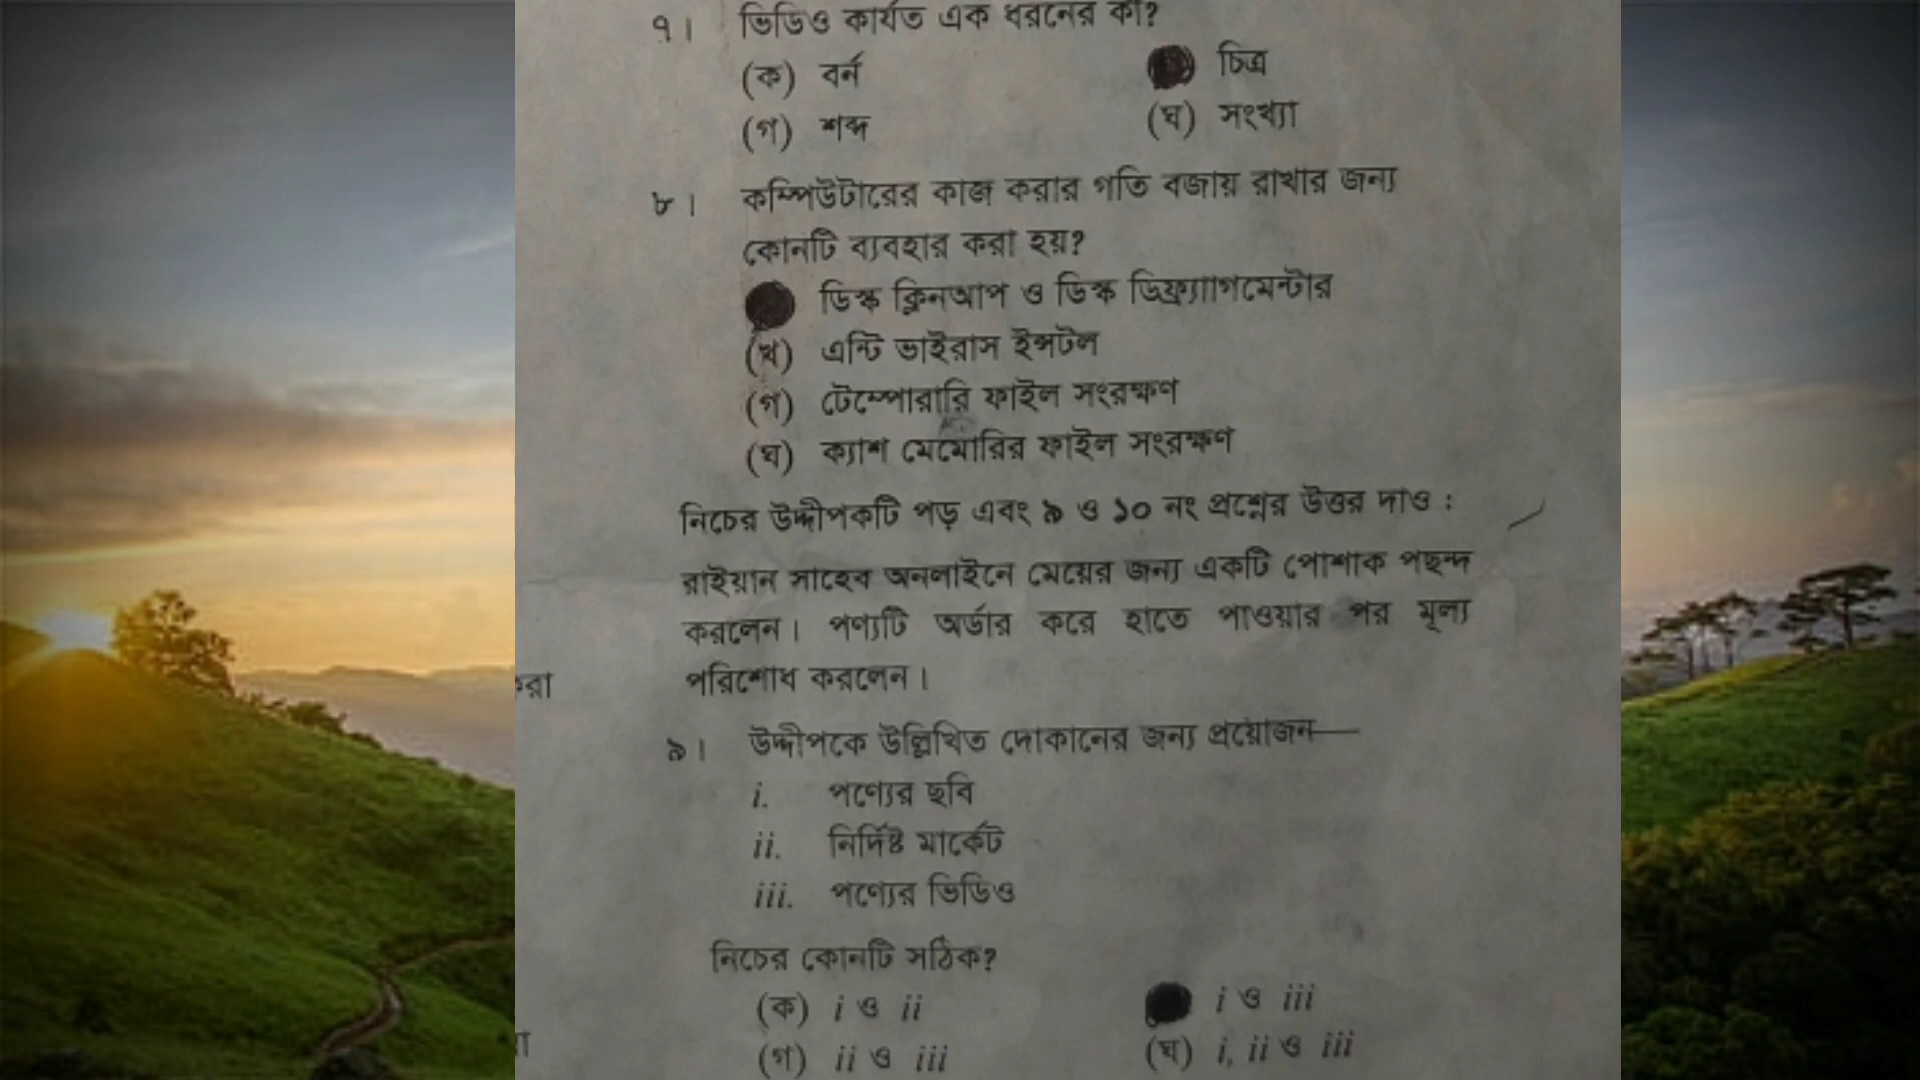 ৭। ভিডিও কার্যত এক ধরনের কী?
(ক) বর্ন চিত্র
(গ) শব্দ (ঘ) সংখ্যা
৮। কম্পিউটারের কাজ করার গতি বজায় রাখার জন্য
কোনটি ব্যবহার করা হয়?
ডিস্ক ক্লিনআপ ও ডিস্ক ডিফ্র্যাাগমেন্টার
(খ) এন্টি ভাইরাস ইন্সটল
(গ) টেম্পোরারি ফাইল সংরক্ষণ
(ঘ) ক্যাশ মেমোরির ফাইল সংরক্ষণ
নিচের উদ্দীপকটি পড় এবং ৯ ও ১০ নং প্রশ্নের উত্তর দাও :
রাইয়ান সাহেব অনলাইনে মেয়ের জন্য একটি পোশাক পছন্দ
করলেন। পণ্যটি অর্ডার করে হাতে পাওয়ার পর মূল্য
পরিশোধ করলেন।
৯। উদ্দীপকে উল্লিখিত দোকানের জন্য প্রয়োজন—
i. পণ্যের ছবি
ii. নির্দিষ্ট মার্কেট
iii. পণ্যের ভিডিও
নিচের কোনটি সঠিক?
(ক) i ও ii i ও iii
(গ) ii ও iii (ঘ) i, ii ও iii